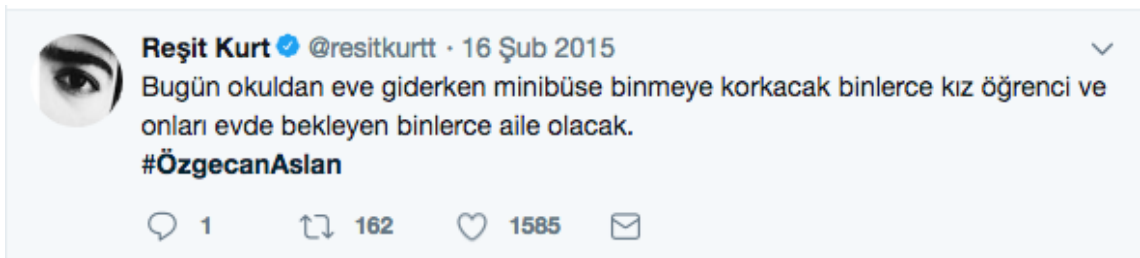 Reşit Kurt @resitkurtt · 16 Şub 2015
Bugün okuldan eve giderken minibüse binmeye korkacak binlerce kız öğrenci ve
onları evde bekleyen binlerce aile olacak.
#ÖzgecanAslan
1 162 1585